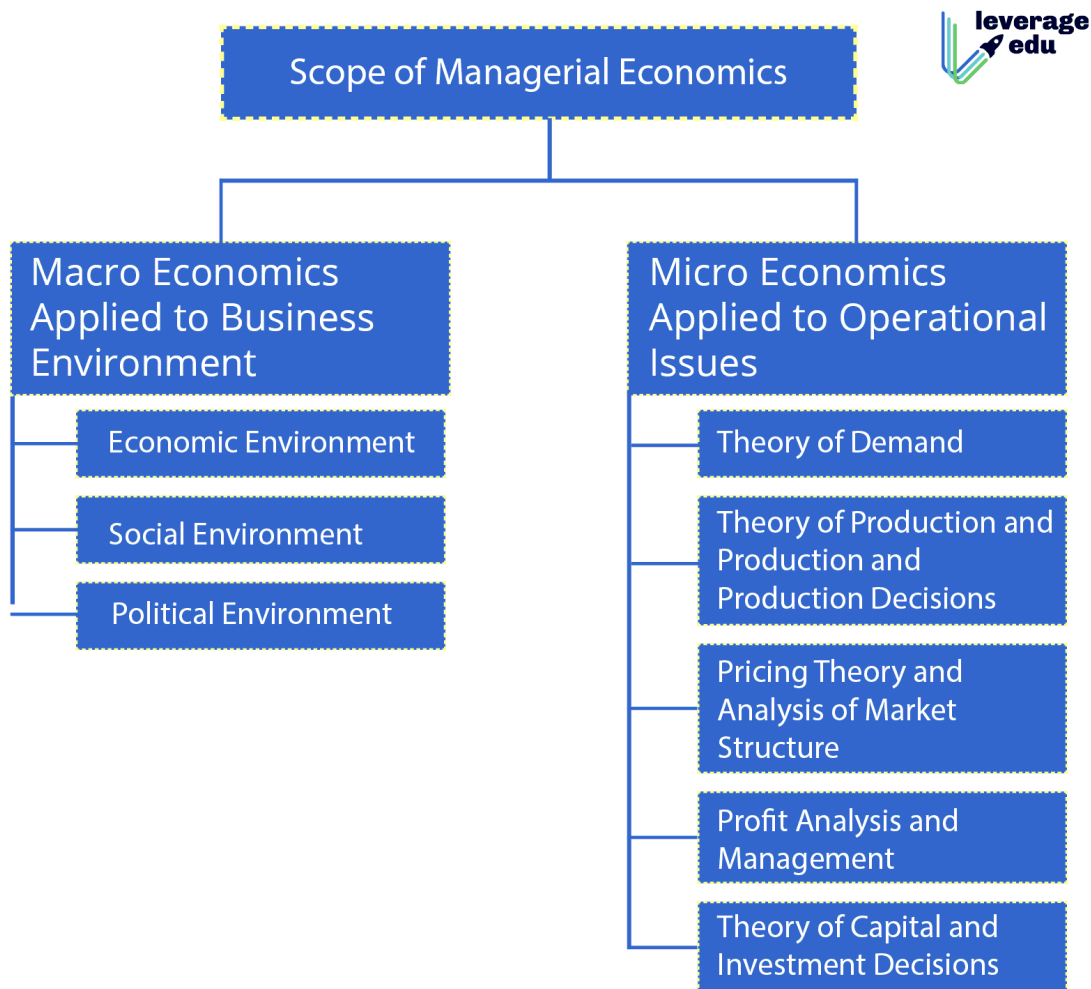 leverage
edu
Scope of Managerial Economics
Macro Economics
Applied to Business
Environment
Economic Environment
Social Environment
Political Environment
Micro Economics
Applied to Operational
Issues
Theory of Demand
Theory of Production and
Production and
Production Decisions
Pricing Theory and
Analysis of Market
Structure
Profit Analysis and
Management
Theory of Capital and
Investment Decisions